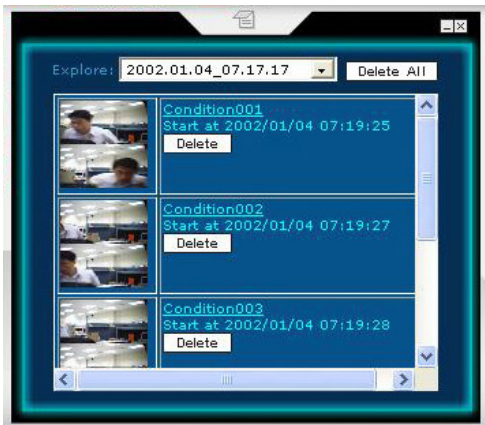 Explore: 2002.01.04_07.17.17 Delete All
Condition001
Start at 2002/01/04 07:19:25
Delete
Condition002
Start at 2002/01/04 07:19:27
Delete
Condition003
Start at 2002/01/04 07:19:28
Delete